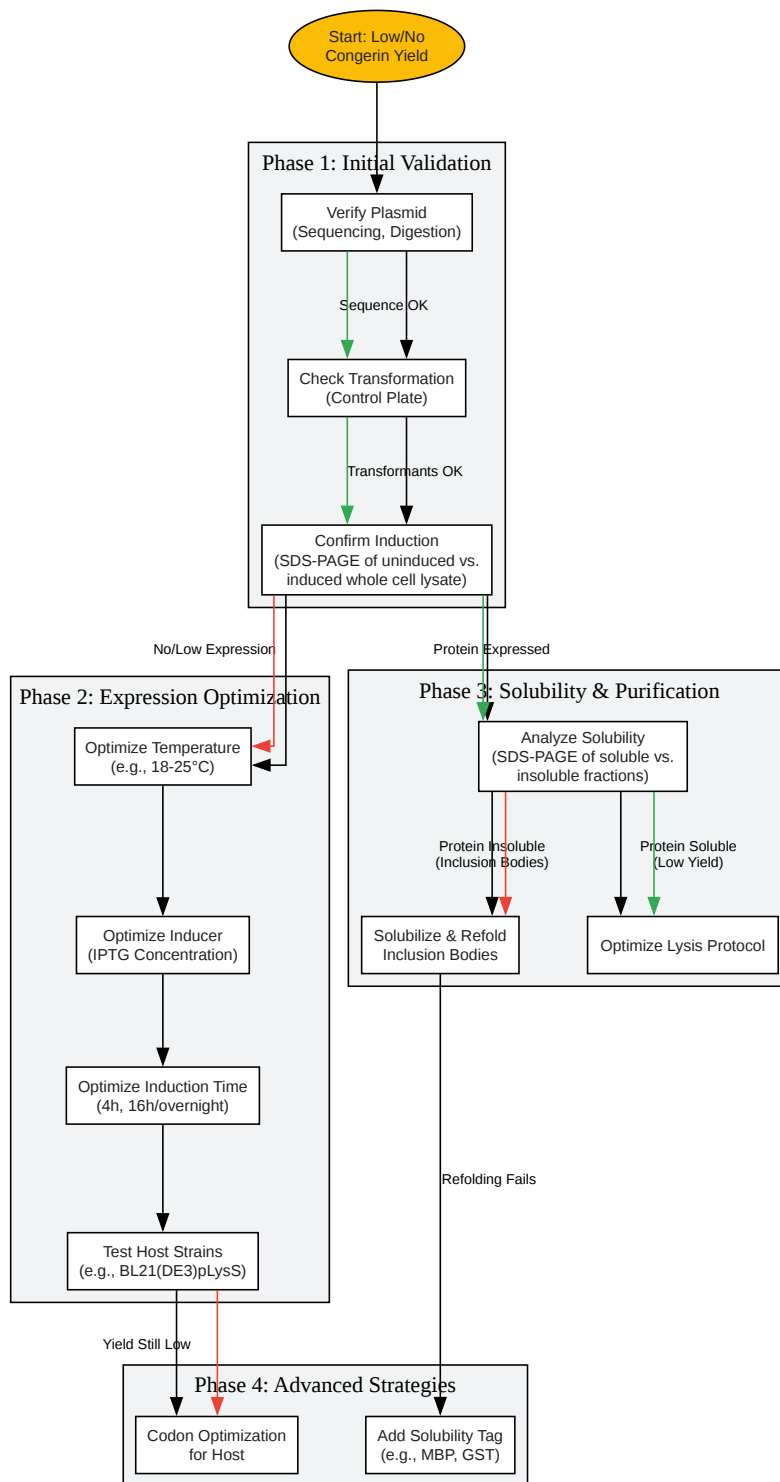 Start: Low/No
Congerin Yield
Phase 1: Initial Validation
Verify Plasmid
(Sequencing, Digestion)
Sequence OK
Check Transformation
(Control Plate)
Transformants OK
Confirm Induction
(SDS-PAGE of uninduced vs.
induced whole cell lysate)
No/Low Expression
Protein Expressed
Phase 2: Expression Optimization
Optimize Temperature
(e.g., 18-25°C)
Optimize Inducer
(IPTG Concentration)
Optimize Induction Time
(4h, 16h/overnight)
Test Host Strains
(e.g., BL21(DE3)pLysS)
Yield Still Low
Phase 3: Solubility & Purification
Analyze Solubility
(SDS-PAGE of soluble vs.
insoluble fractions)
Protein Insoluble
(Inclusion Bodies)
Protein Soluble
(Low Yield)
Solubilize & Refold
Inclusion Bodies
Optimize Lysis Protocol
Refolding Fails
Phase 4: Advanced Strategies
Codon Optimization
for Host
Add Solubility Tag
(e.g., MBP, GST)